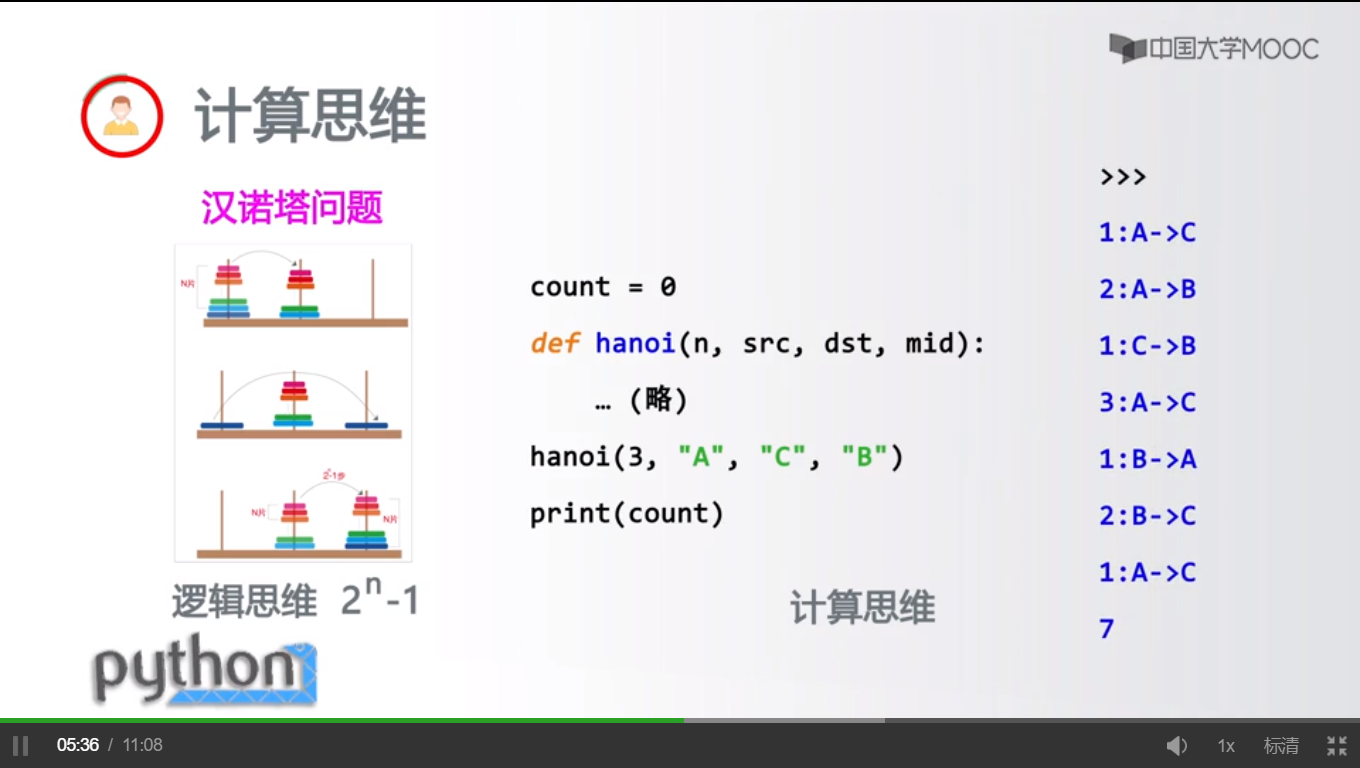 中国大学MOOC
计算思维
汉诺塔问题
N片
2ⁿ-1步
N片
N片
逻辑思维 2ⁿ-1
python
count = 0
def hanoi(n, src, dst, mid):
… (略)
hanoi(3, "A", "C", "B")
print(count)
计算思维
>>>
1:A->C
2:A->B
1:C->B
3:A->C
1:B->A
2:B->C
1:A->C
7
05:36 / 11:08
1x
标清